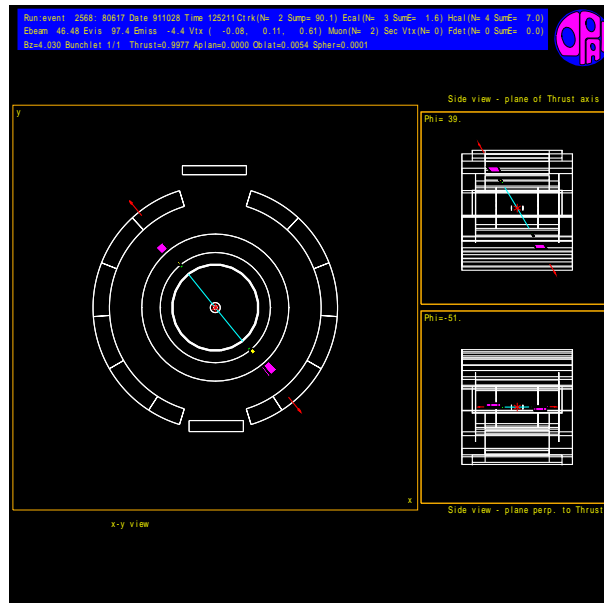 Run:event 2568: 80617 Date 911028 Time 125211 Ctrk(N= 2 Sump= 90.1) Ecal(N= 3 SumE= 1.6) Hcal(N= 4 SumE= 7.0)
Ebeam 46.48 Evis 97.4 Emiss -4.4 Vtx ( -0.08, 0.11, 0.61) Muon(N= 2) Sec Vtx(N= 0) Fdet(N= 0 SumE= 0.0)
Bz=4.030 Bunchlet 1/1 Thrust=0.9977 Aplan=0.0000 Oblat=0.0054 Spher=0.0001
Side view - plane of Thrust axis
y
Phi= 39.
Phi=-51.
x
Side view - plane perp. to Thrust
x-y view